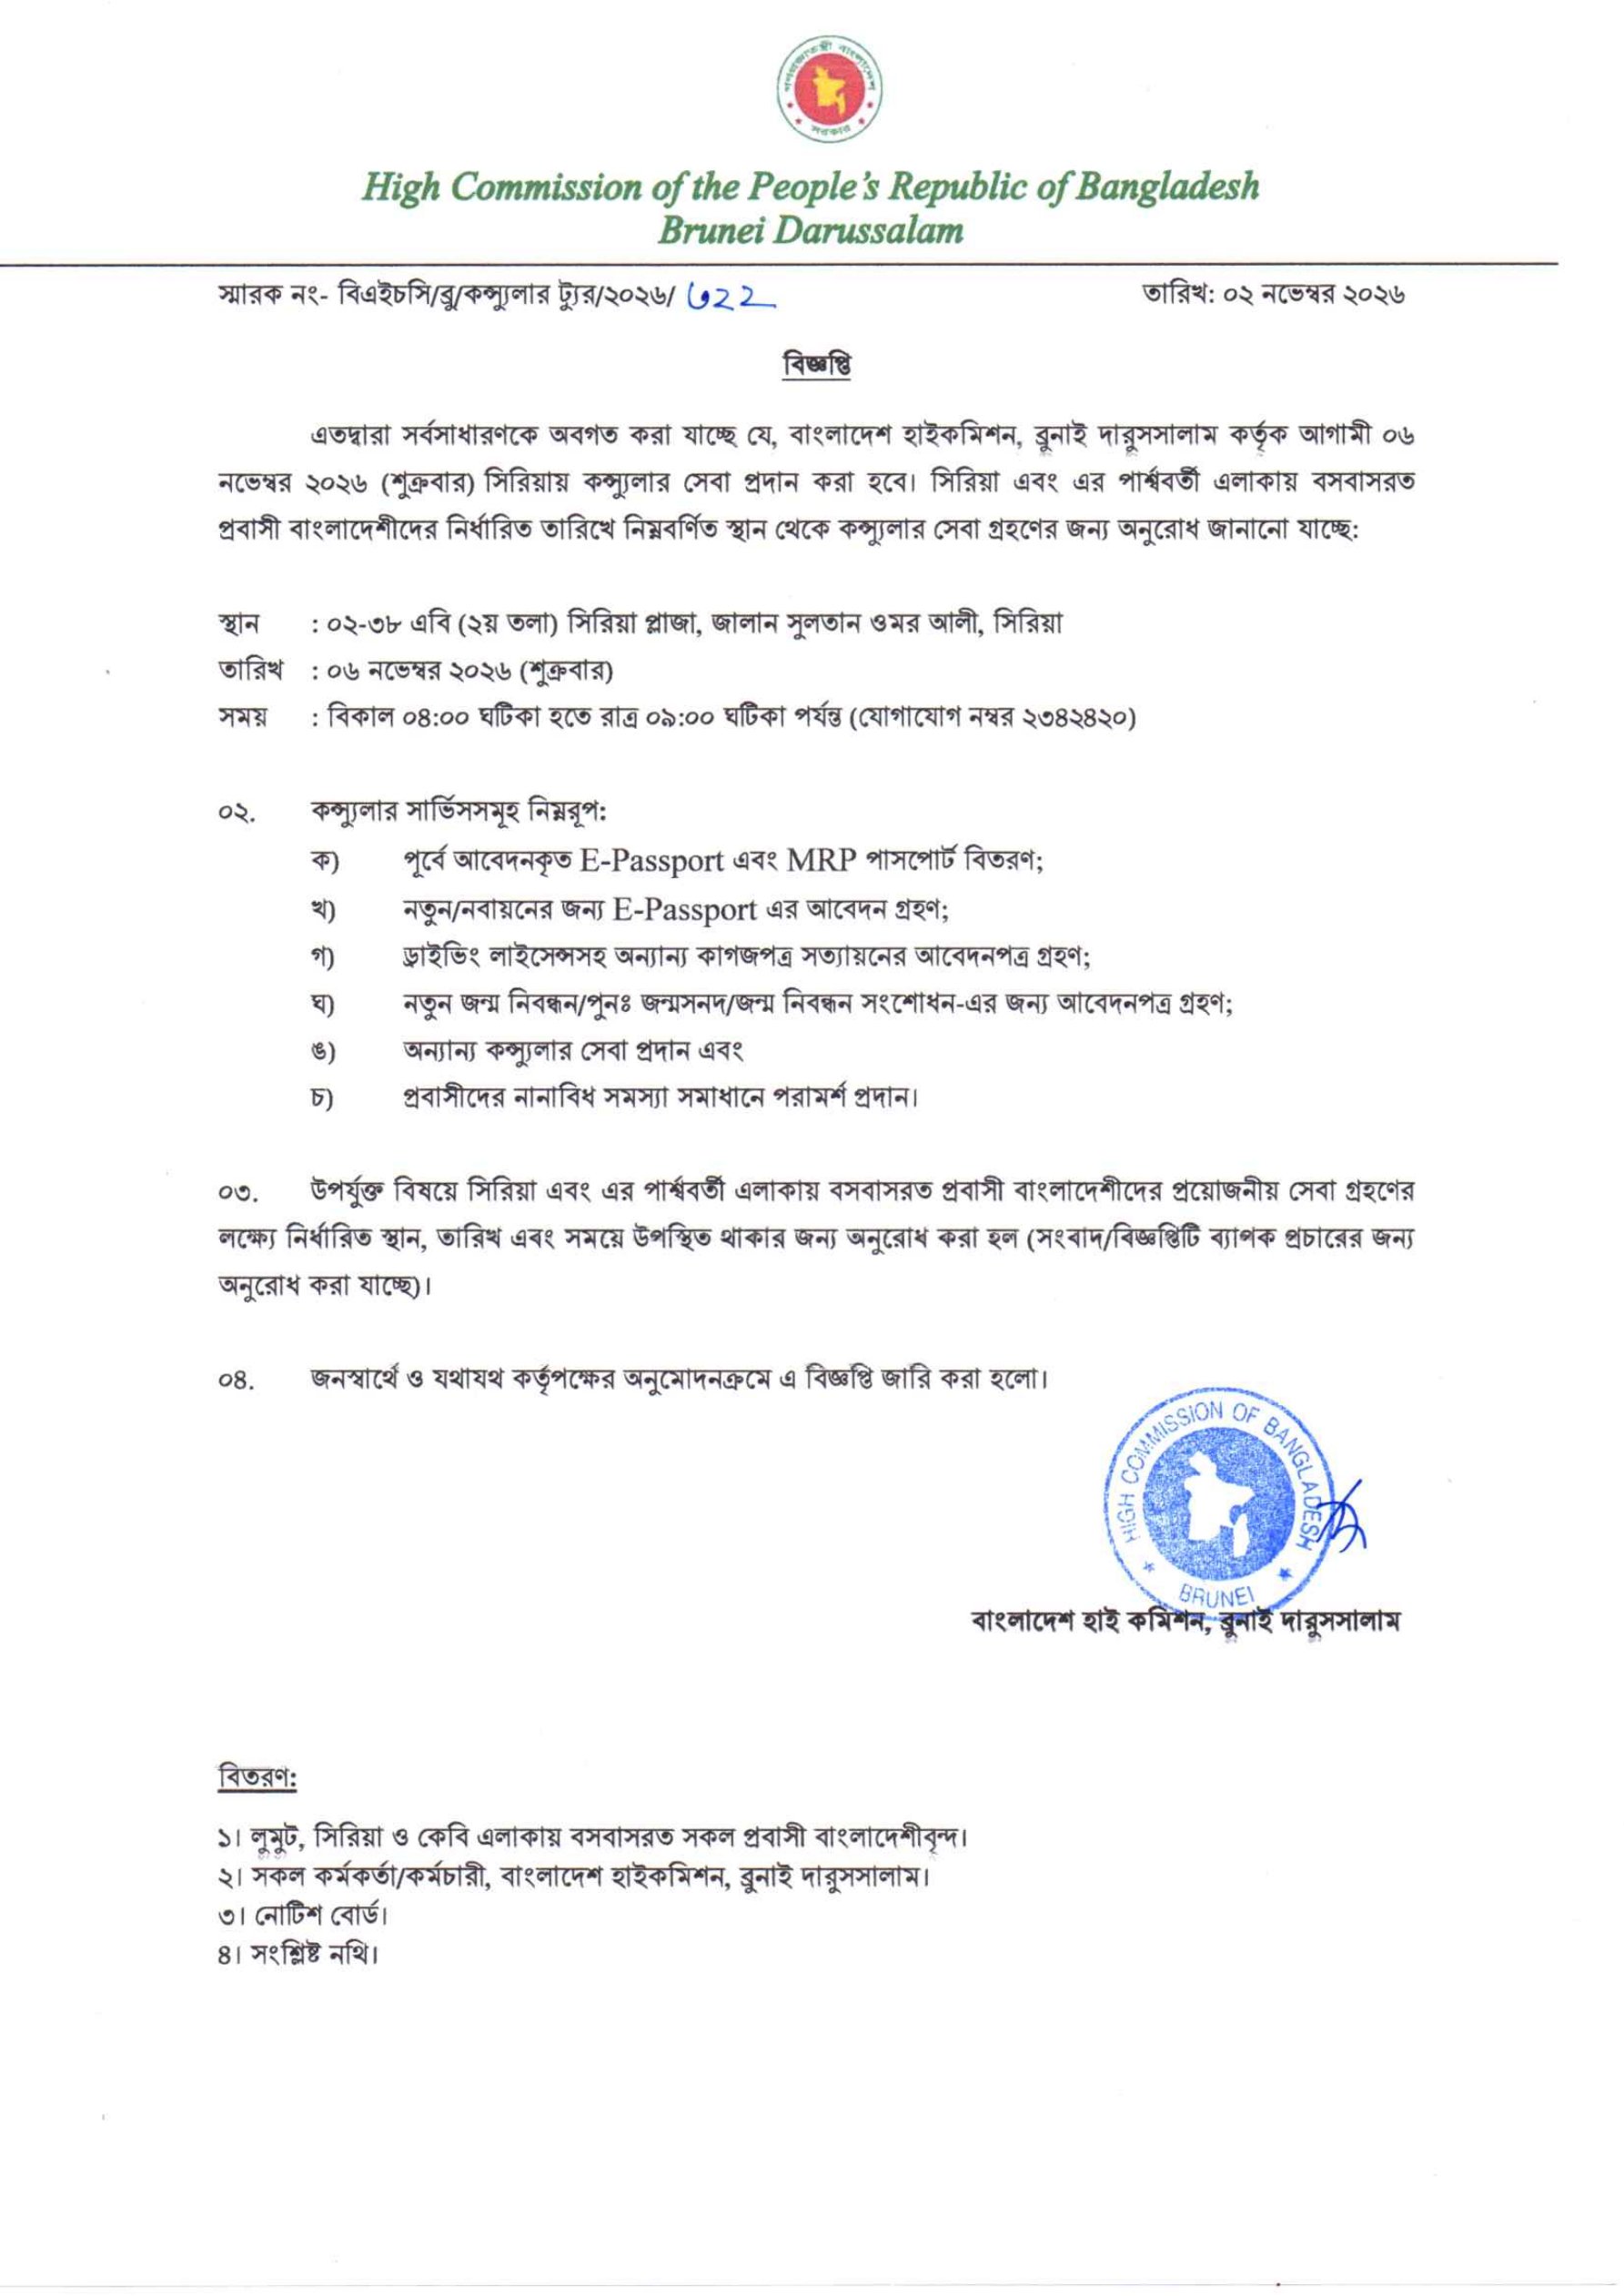 গণপ্রজাতন্ত্রী বাংলাদেশ
সরকার
High Commission of the People's Republic of Bangladesh
Brunei Darussalam
স্মারক নং- বিএইচসি/ব্রু/কন্স্যুলার ট্যুর/২০২৬/ ৬২২
তারিখ: ০২ নভেম্বর ২০২৬
বিজ্ঞপ্তি
এতদ্বারা সর্বসাধারণকে অবগত করা যাচ্ছে যে, বাংলাদেশ হাইকমিশন, ব্রুনাই দারুসসালাম কর্তৃক আগামী ০৬
নভেম্বর ২০২৬ (শুক্রবার) সিরিয়ায় কন্স্যুলার সেবা প্রদান করা হবে। সিরিয়া এবং এর পার্শ্ববর্তী এলাকায় বসবাসরত
প্রবাসী বাংলাদেশীদের নির্ধারিত তারিখে নিম্নবর্ণিত স্থান থেকে কন্স্যুলার সেবা গ্রহণের জন্য অনুরোধ জানানো যাচ্ছে:
স্থান : ০২-৩৮ এবি (২য় তলা) সিরিয়া প্লাজা, জালান সুলতান ওমর আলী, সিরিয়া
তারিখ : ০৬ নভেম্বর ২০২৬ (শুক্রবার)
সময় : বিকাল ০৪:০০ ঘটিকা হতে রাত্র ০৯:০০ ঘটিকা পর্যন্ত (যোগাযোগ নম্বর ২৩৪২৪২০)
০২. কন্স্যুলার সার্ভিসসমূহ নিম্নরূপ:
ক) পূর্বে আবেদনকৃত E-Passport এবং MRP পাসপোর্ট বিতরণ;
খ) নতুন/নবায়নের জন্য E-Passport এর আবেদন গ্রহণ;
গ) ড্রাইভিং লাইসেন্সসহ অন্যান্য কাগজপত্র সত্যায়নের আবেদনপত্র গ্রহণ;
ঘ) নতুন জন্ম নিবন্ধন/পুনঃ জন্মসনদ/জন্ম নিবন্ধন সংশোধন-এর জন্য আবেদনপত্র গ্রহণ;
ঙ) অন্যান্য কন্স্যুলার সেবা প্রদান এবং
চ) প্রবাসীদের নানাবিধ সমস্যা সমাধানে পরামর্শ প্রদান।
০৩. উপর্যুক্ত বিষয়ে সিরিয়া এবং এর পার্শ্ববর্তী এলাকায় বসবাসরত প্রবাসী বাংলাদেশীদের প্রয়োজনীয় সেবা গ্রহণের
লক্ষ্যে নির্ধারিত স্থান, তারিখ এবং সময়ে উপস্থিত থাকার জন্য অনুরোধ করা হল (সংবাদ/বিজ্ঞপ্তিটি ব্যাপক প্রচারের জন্য
অনুরোধ করা যাচ্ছে)।
০৪. জনস্বার্থে ও যথাযথ কর্তৃপক্ষের অনুমোদনক্রমে এ বিজ্ঞপ্তি জারি করা হলো।
HIGH COMMISSION OF BANGLADESH
BRUNEI
বাংলাদেশ হাই কমিশন, ব্রুনাই দারুসসালাম
বিতরণ:
১। লুমুট, সিরিয়া ও কেবি এলাকায় বসবাসরত সকল প্রবাসী বাংলাদেশীবৃন্দ।
২। সকল কর্মকর্তা/কর্মচারী, বাংলাদেশ হাইকমিশন, ব্রুনাই দারুসসালাম।
৩। নোটিশ বোর্ড।
৪। সংশ্লিষ্ট নথি।